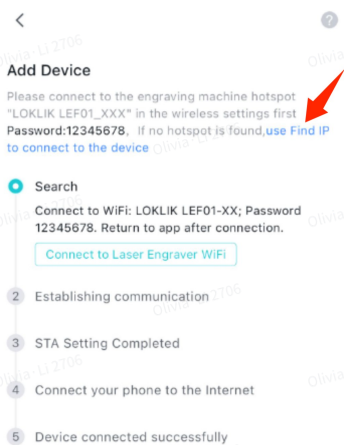 Add Device
Please connect to the engraving machine hotspot
"LOKLIK LEF01_XXX" in the wireless settings first
Password:12345678, If no hotspot is found,use Find IP
to connect to the device
Search
Connect to WiFi: LOKLIK LEF01-XX; Password
12345678. Return to app after connection.
Connect to Laser Engraver WiFi
2 Establishing communication
3 STA Setting Completed
4 Connect your phone to the Internet
5 Device connected successfully
Olivia·Li 2706